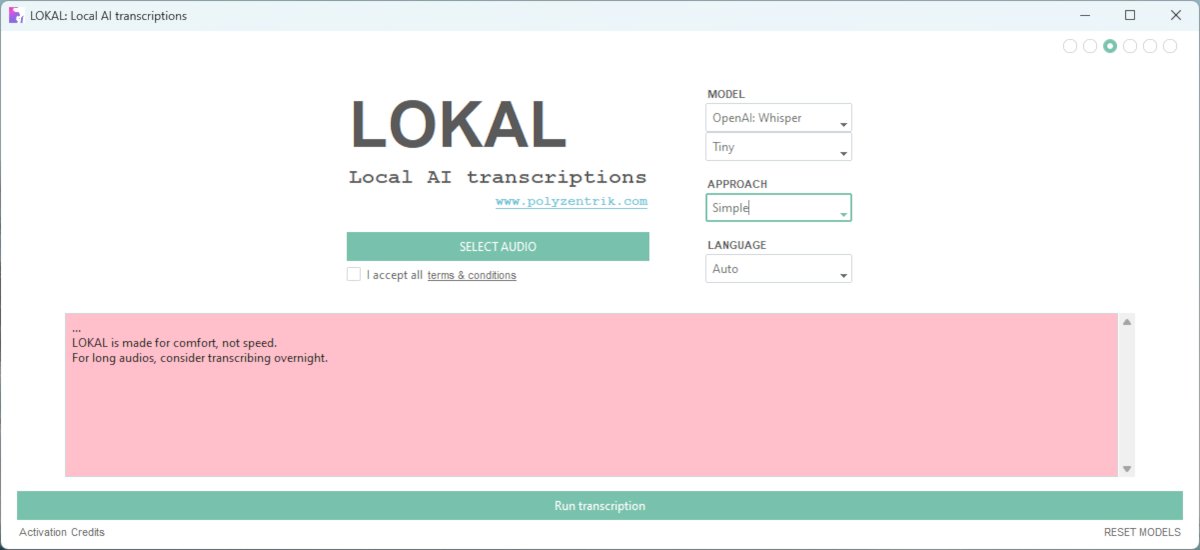 LOKAL: Local AI transcriptions
LOKAL
Local AI transcriptions
www.polyzentrik.com
SELECT AUDIO
I accept all terms & conditions
MODEL
OpenAI: Whisper
Tiny
APPROACH
Simple
LANGUAGE
Auto
...
LOKAL is made for comfort, not speed.
For long audios, consider transcribing overnight.
Run transcription
Activation Credits
RESET MODELS